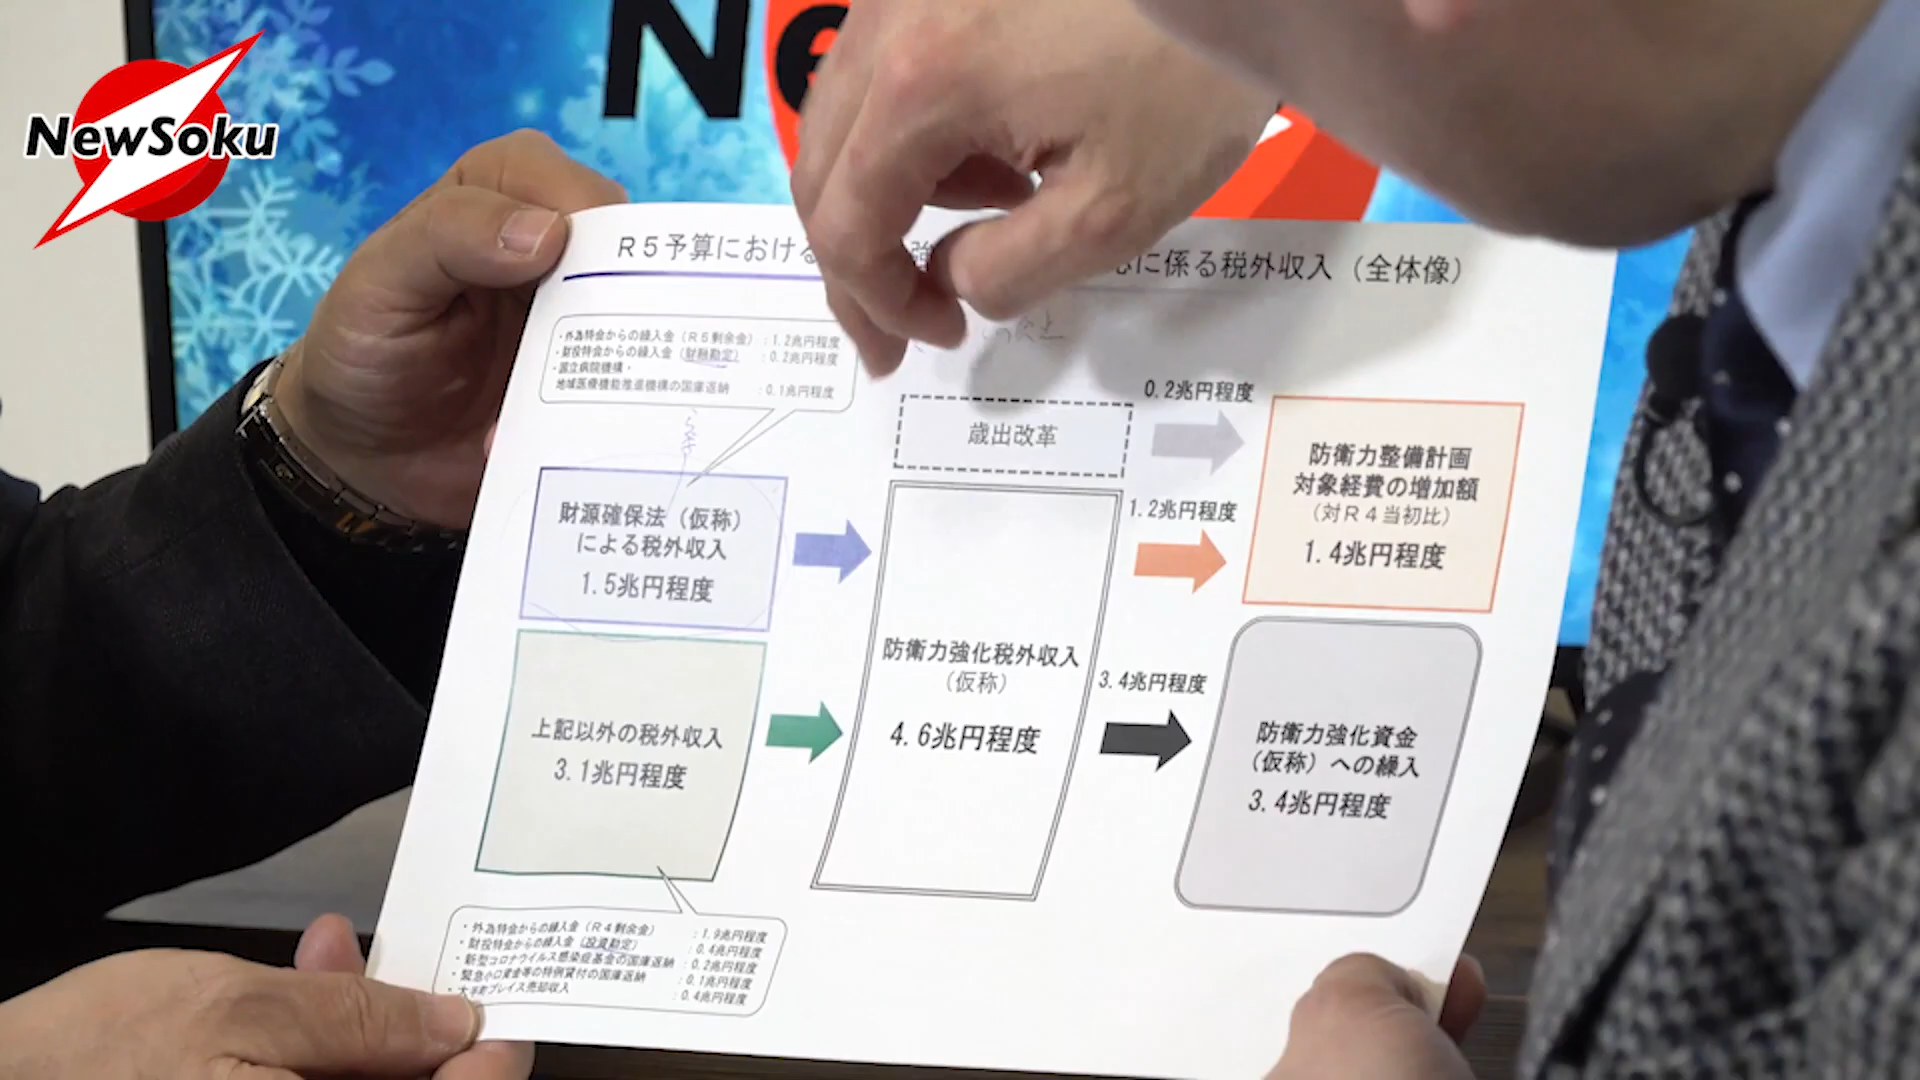 NewSoku
Ne
R5予算における
強
に係る税外収入（全体像）
・外為特会からの繰入金（R5剰余金）：1.2兆円程度
・財投特会からの繰入金（財融勘定）：0.2兆円程度
・国立病院機構・
地域医療機能推進機構の国庫返納：0.1兆円程度
財源確保法（仮称）
による税外収入
1.5兆円程度
上記以外の税外収入
3.1兆円程度
・外為特会からの繰入金（R4剰余金）：1.9兆円程度
・財投特会からの繰入金（投資勘定）：0.4兆円程度
・新型コロナウイルス感染症基金の国庫返納：0.2兆円程度
・緊急小口資金等の特例貸付の国庫返納：0.1兆円程度
・大手町プレイス売却収入：0.4兆円程度
歳出改革
防衛力強化税外収入
（仮称）
4.6兆円程度
0.2兆円程度
1.2兆円程度
3.4兆円程度
防衛力整備計画
対象経費の増加額
（対R4当初比）
1.4兆円程度
防衛力強化資金
（仮称）への繰入
3.4兆円程度